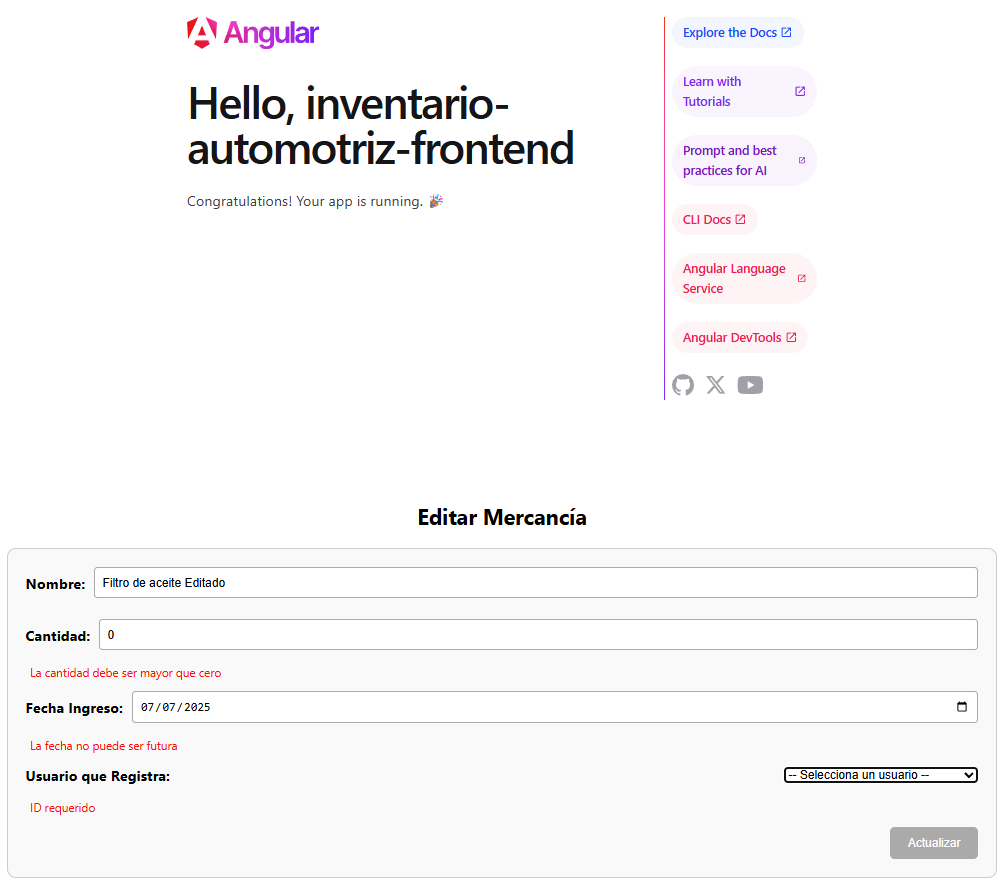 Angular
Hello, inventario-
automotriz-frontend
Congratulations! Your app is running. 🎉
Explore the Docs
Learn with
Tutorials
Prompt and best
practices for AI
CLI Docs
Angular Language
Service
Angular DevTools
Editar Mercancía
Nombre: Filtro de aceite Editado
Cantidad: 0
La cantidad debe ser mayor que cero
Fecha Ingreso: 07/07/2025
La fecha no puede ser futura
Usuario que Registra: -- Selecciona un usuario --
ID requerido
Actualizar